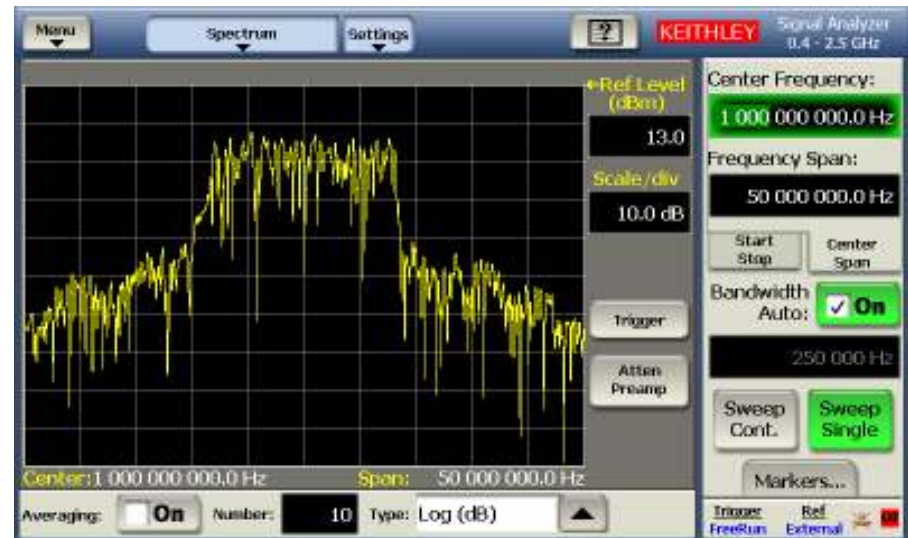 Menu Spectrum Settings ? KEITHLEY Signal Analyzer
0.4 - 2.5 GHz
←Ref Level
(dBm)
13.0
Scale/div
10.0 dB
Trigger
Atten
Preamp
Center:1 000 000 000.0 Hz Span: 50 000 000.0 Hz
Averaging: On Number: 10 Type: Log (dB)
Center Frequency:
1 000 000 000.0 Hz
Frequency Span:
50 000 000.0 Hz
Start
Stop
Center
Span
Bandwidth
Auto: On
250 000 Hz
Sweep
Cont.
Sweep
Single
Markers...
Trigger Ref
FreeRun External